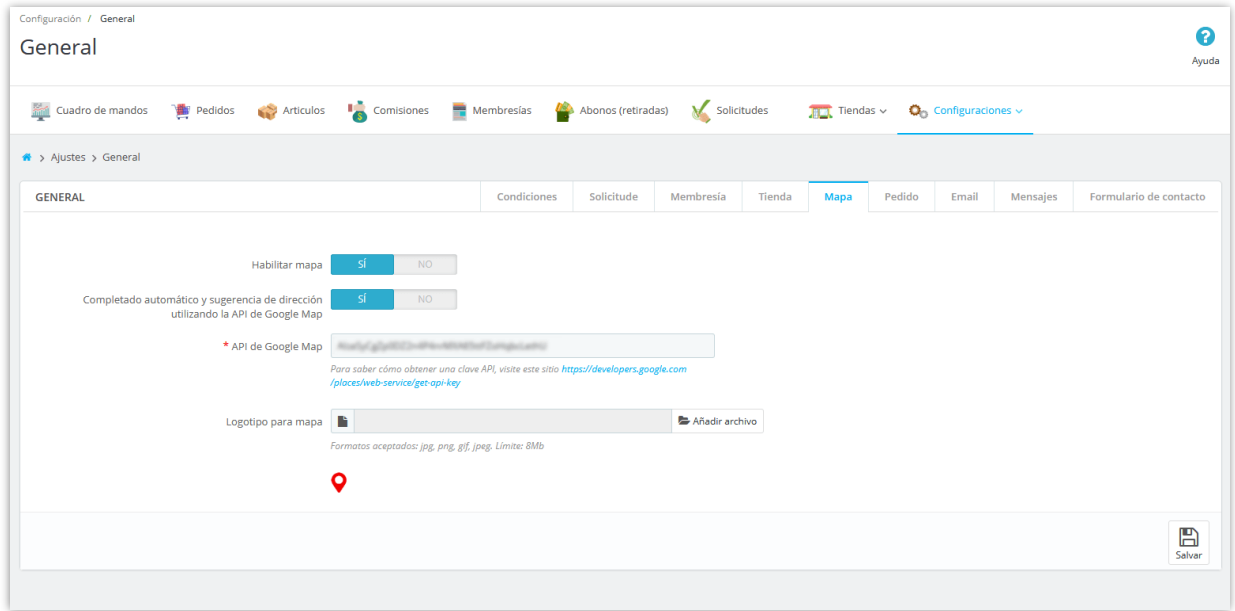 Configuración / General
General
Ayuda
Cuadro de mandos Pedidos Articulos Comisiones Membresías Abonos (retiradas) Solicitudes Tiendas Configuraciones
> Ajustes > General
GENERAL Condiciones Solicitude Membresía Tienda Mapa Pedido Email Mensajes Formulario de contacto
Habilitar mapa SÍ NO
Completado automático y sugerencia de dirección SÍ NO
utilizando la API de Google Map
* API de Google Map
Para saber cómo obtener una clave API, visite este sitio https://developers.google.com
/places/web-service/get-api-key
Logotipo para mapa Añadir archivo
Formatos aceptados: jpg, png, gif, jpeg. Límite: 8Mb
Salvar